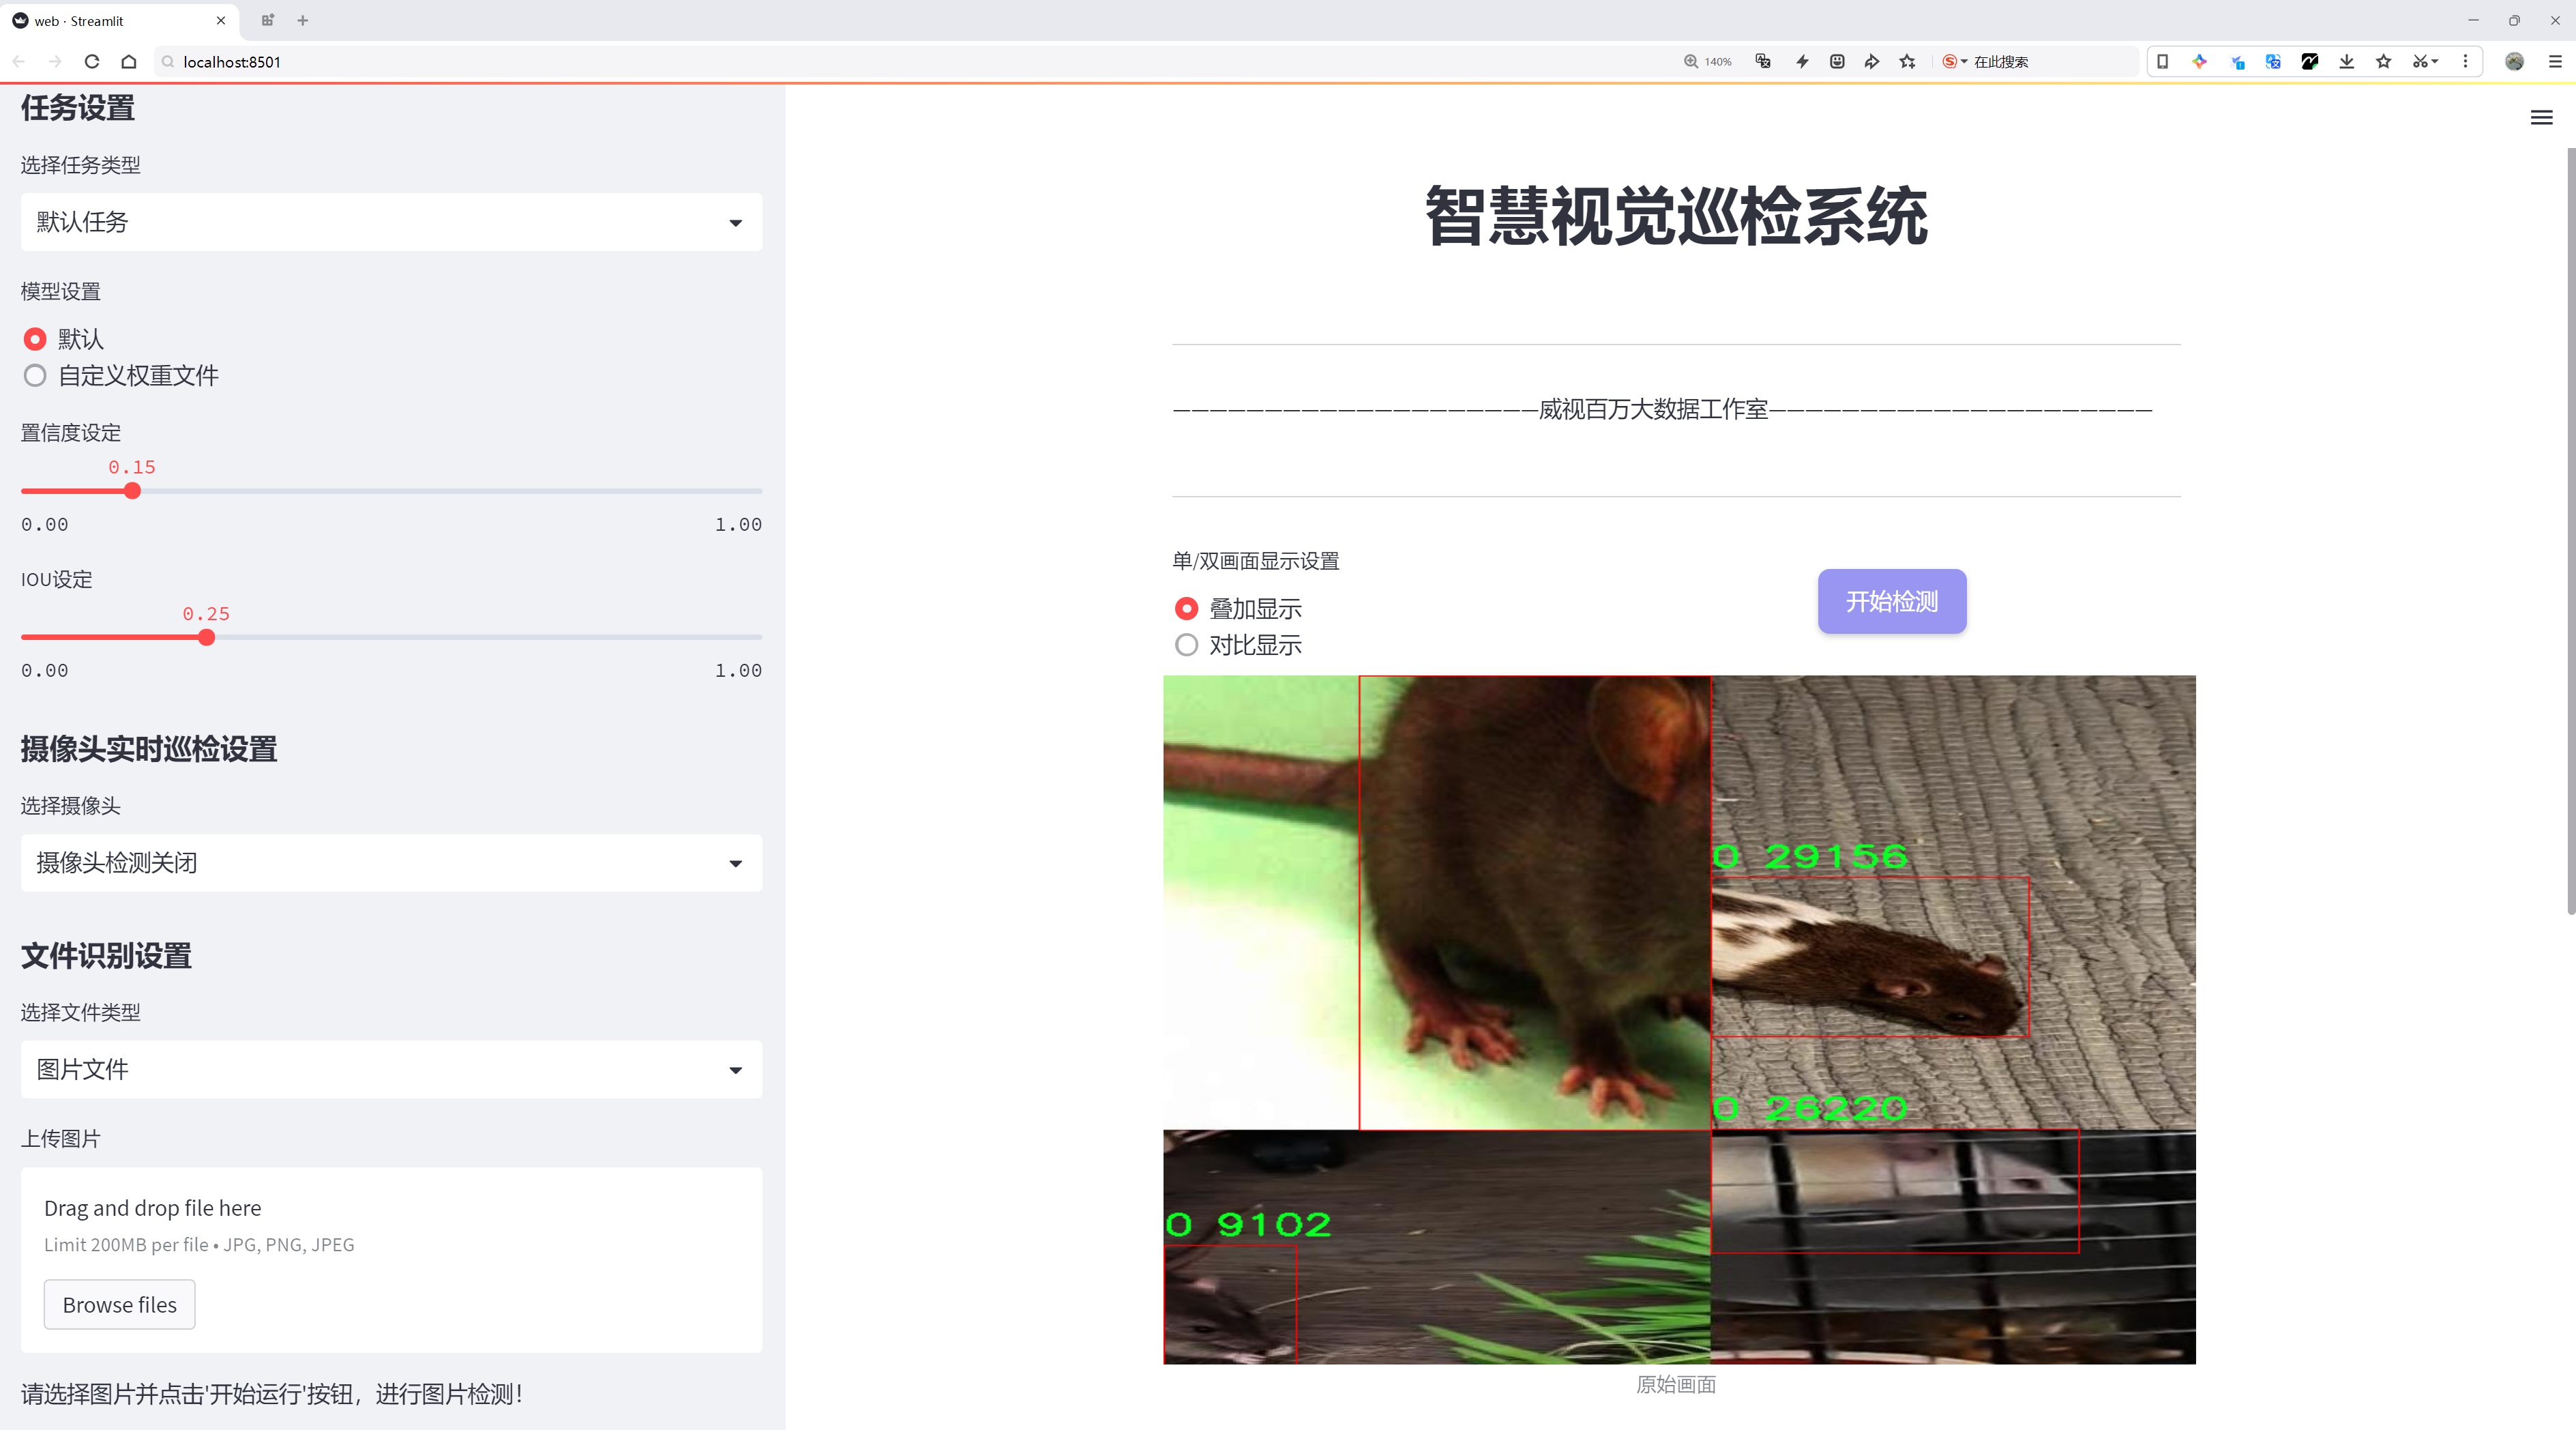 web · Streamlit
localhost:8501
140%
在此搜索
任务设置
选择任务类型
默认任务
模型设置
默认
自定义权重文件
置信度设定
0.15
0.00 1.00
IOU设定
0.25
0.00 1.00
摄像头实时巡检设置
选择摄像头
摄像头检测关闭
文件识别设置
选择文件类型
图片文件
上传图片
Drag and drop file here
Limit 200MB per file • JPG, PNG, JPEG
Browse files
请选择图片并点击'开始运行'按钮，进行图片检测！
智慧视觉巡检系统
————————————————————威视百万大数据工作室—————————————————————
单/双画面显示设置
叠加显示
对比显示
开始检测
0 29156
0 26220
0 9102
原始画面